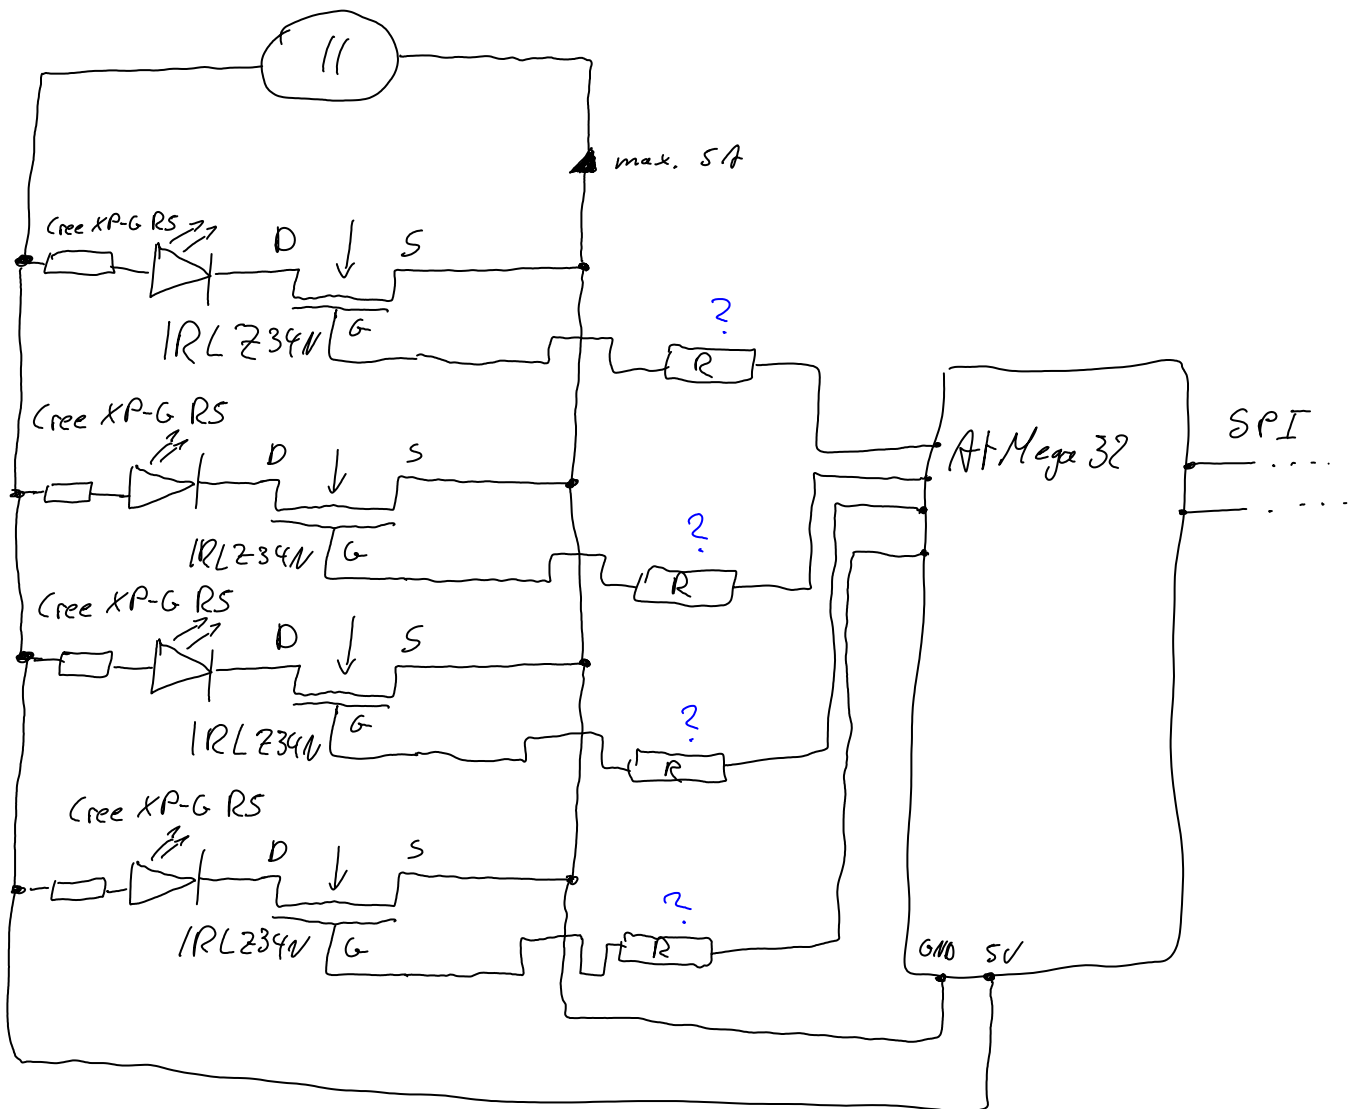 ||
max. 5A
Cree XP-G R5
D
S
G
IRLZ34N
?
R
Cree XP-G R5
D
S
G
IRLZ34N
?
R
AtMega 32
SPI
Cree XP-G R5
D
S
G
IRLZ34N
?
R
Cree XP-G R5
D
S
G
IRLZ34N
?
R
GND 5V